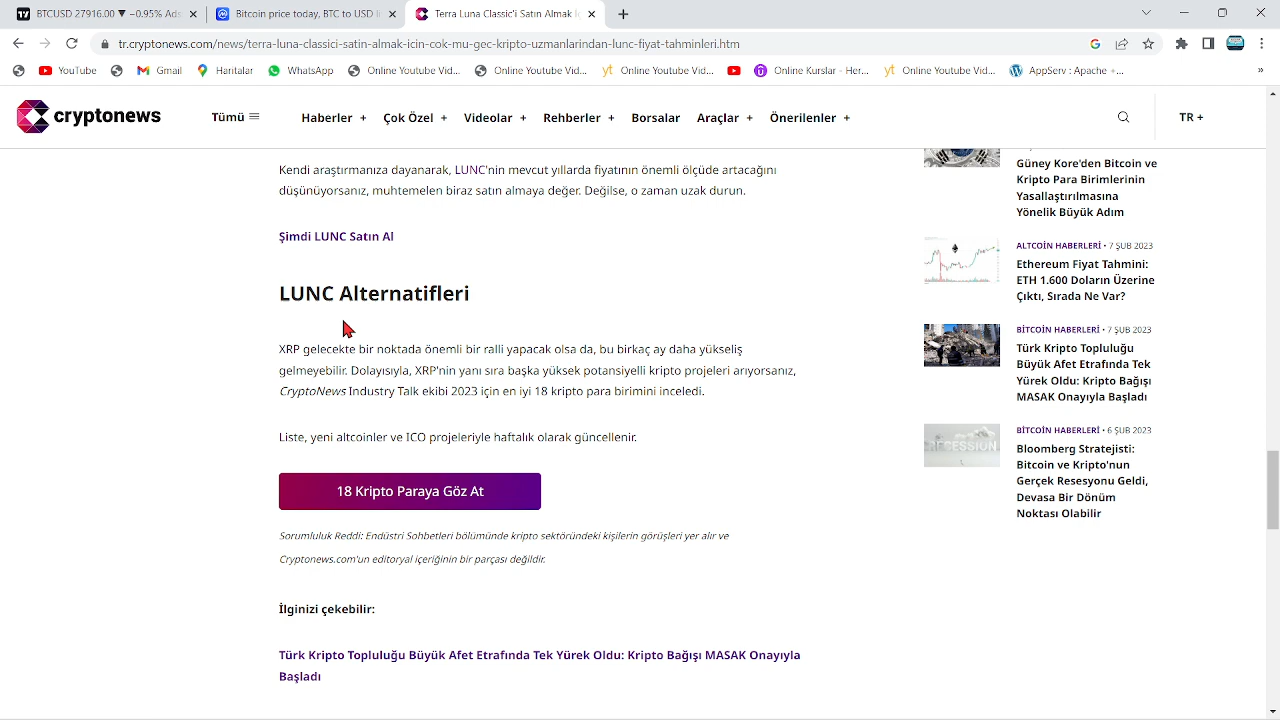 BTCUSD 27916.00 ▼ −0.95% Ads
Bitcoin price today, BTC to USD li
Terra Luna Classic'i Satın Almak İç
tr.cryptonews.com/news/terra-luna-classici-satin-almak-icin-cok-mu-gec-kripto-uzmanlarindan-lunc-fiyat-tahminleri.htm
YouTube
Gmail
Haritalar
WhatsApp
Online Youtube Vid...
Online Youtube Vid...
Online Youtube Vid...
Online Kurslar - Her...
Online Youtube Vid...
AppServ : Apache +...
»
cryptonews
Tümü
Haberler +
Çok Özel +
Videolar +
Rehberler +
Borsalar
Araçlar +
Önerilenler +
TR +
Kendi araştırmanıza dayanarak, LUNC'nin mevcut yıllarda fiyatının önemli ölçüde artacağını
düşünüyorsanız, muhtemelen biraz satın almaya değer. Değilse, o zaman uzak durun.
Şimdi LUNC Satın Al
LUNC Alternatifleri
XRP gelecekte bir noktada önemli bir ralli yapacak olsa da, bu birkaç ay daha yükseliş
gelmeyebilir. Dolayısıyla, XRP'nin yanı sıra başka yüksek potansiyelli kripto projeleri arıyorsanız,
CryptoNews Industry Talk ekibi 2023 için en iyi 18 kripto para birimini inceledi.
Liste, yeni altcoinler ve ICO projeleriyle haftalık olarak güncellenir.
18 Kripto Paraya Göz At
Sorumluluk Reddi: Endüstri Sohbetleri bölümünde kripto sektöründeki kişilerin görüşleri yer alır ve
Cryptonews.com'un editoryal içeriğinin bir parçası değildir.
İlginizi çekebilir:
Türk Kripto Topluluğu Büyük Afet Etrafında Tek Yürek Oldu: Kripto Bağışı MASAK Onayıyla
Başladı
Güney Kore'den Bitcoin ve
Kripto Para Birimlerinin
Yasallaştırılmasına
Yönelik Büyük Adım
ALTCOİN HABERLERİ • 7 ŞUB 2023
Ethereum Fiyat Tahmini:
ETH 1.600 Doların Üzerine
Çıktı, Sırada Ne Var?
BİTCOİN HABERLERİ • 7 ŞUB 2023
Türk Kripto Topluluğu
Büyük Afet Etrafında Tek
Yürek Oldu: Kripto Bağışı
MASAK Onayıyla Başladı
RECESSION
BİTCOİN HABERLERİ • 6 ŞUB 2023
Bloomberg Stratejisti:
Bitcoin ve Kripto'nun
Gerçek Resesyonu Geldi,
Devasa Bir Dönüm
Noktası Olabilir